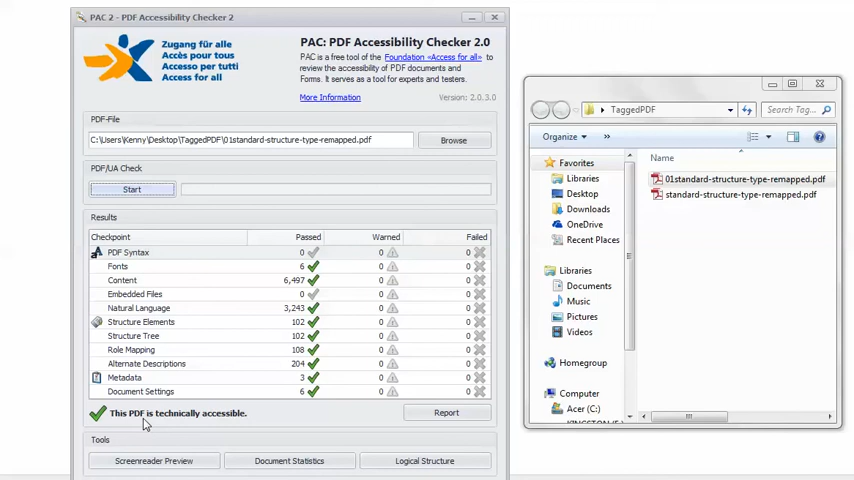 PAC 2 - PDF Accessibility Checker 2
Zugang für alle
Accès pour tous
Accesso per tutti
Access for all
PAC: PDF Accessibility Checker 2.0
PAC is a free tool of the Foundation «Access for all» to
review the accessibility of PDF documents and
Forms. It serves as a tool for experts and testers.
More Information
Version: 2.0.3.0
PDF-File
C:\Users\Kenny\Desktop\TaggedPDF\01standard-structure-type-remapped.pdf
Browse
PDF/UA Check
Start
Results
Checkpoint Passed Warned Failed
PDF Syntax 0 0 0
Fonts 6 0 0
Content 6,497 0 0
Embedded Files 0 0 0
Natural Language 3,243 0 0
Structure Elements 102 0 0
Structure Tree 102 0 0
Role Mapping 108 0 0
Alternate Descriptions 204 0 0
Metadata 3 0 0
Document Settings 6 0 0
This PDF is technically accessible.
Report
Tools
Screenreader Preview
Document Statistics
Logical Structure
TaggedPDF
Search Tag...
Organize »
Favorites
Libraries
Desktop
Downloads
OneDrive
Recent Places
Libraries
Documents
Music
Pictures
Videos
Homegroup
Computer
Acer (C:)
Name
01standard-structure-type-remapped.pdf
standard-structure-type-remapped.pdf